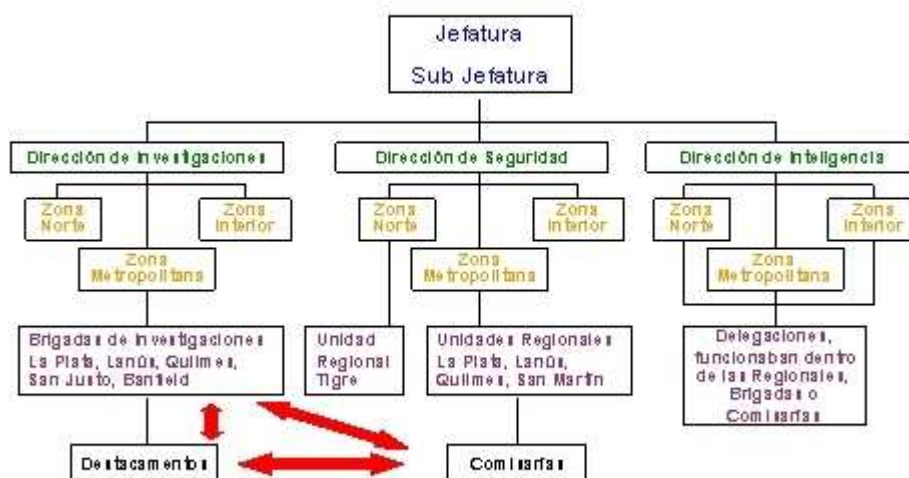 Jefatura
Sub Jefatura
Dirección de Investigaciones
Dirección de Seguridad
Dirección de Inteligencia
Zona
Norte
Zona
Interior
Zona
Norte
Zona
Interior
Zona
Norte
Zona
Interior
Zona
Metropolitana
Zona
Metropolitana
Zona
Metropolitana
Brigadas de Investigaciones
La Plata, Lanús, Quilmes,
San Justo, Banfield
Unidad
Regional
Tigre
Unidades Regionales
La Plata, Lanús,
Quilmes, San Martín
Delegaciones,
funcionaban dentro
de las Regionales,
Brigadas o
Comisarías
Destacamentos
Comisarías